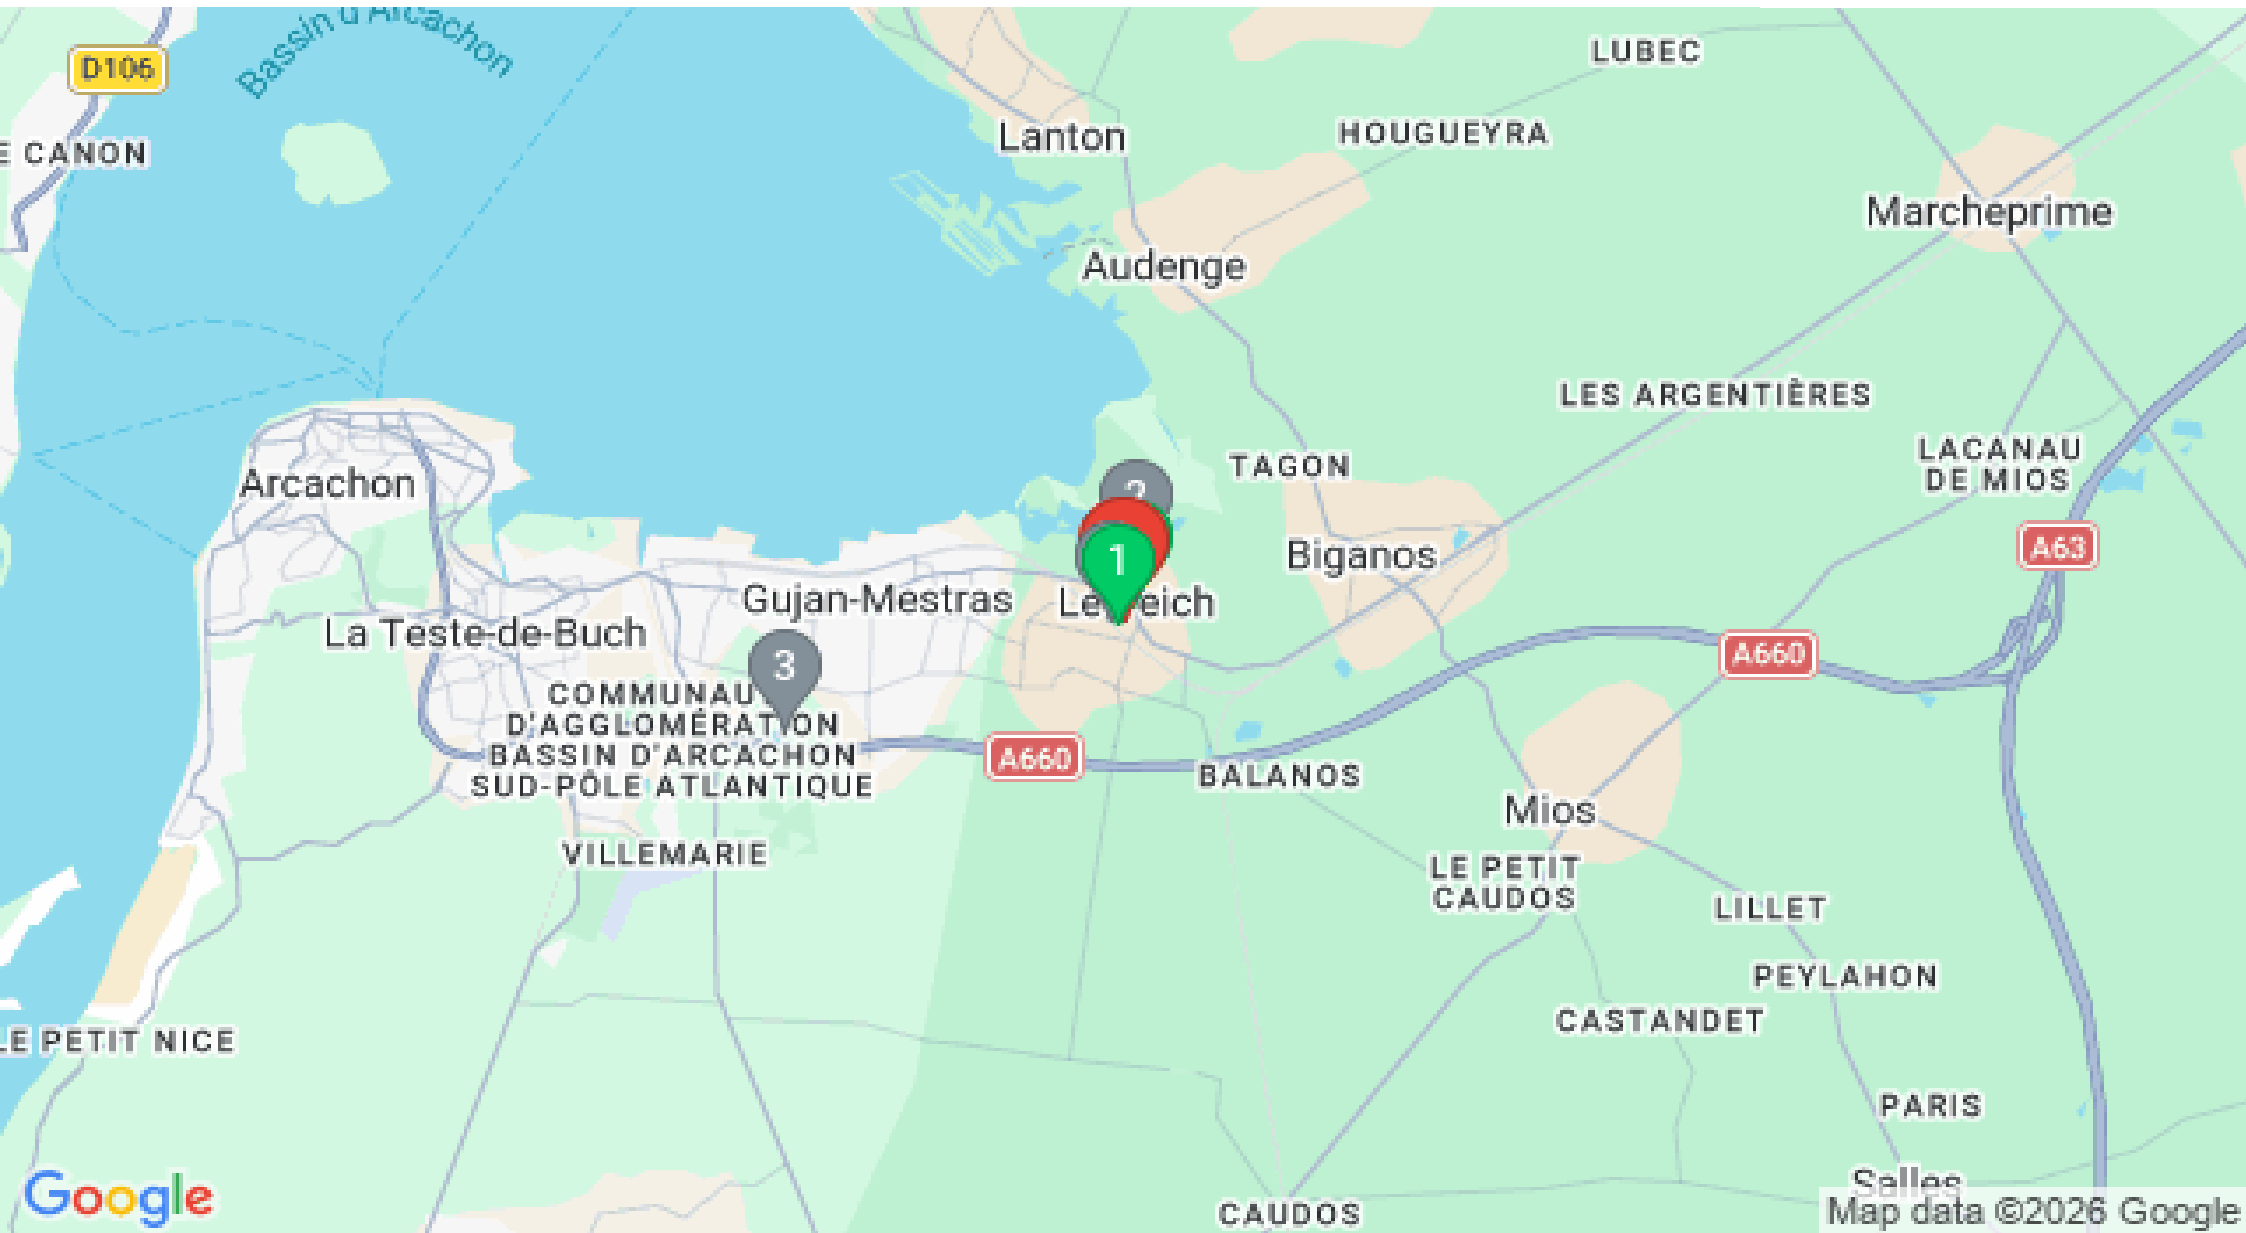 Bassin d'Arcachon
D106
LUBEC
E CANON
Lanton
HOUGUEYRA
Marcheprime
Audenge
LES ARGENTIÈRES
Arcachon
TAGON
LACANAU
DE MIOS
2
1
A63
Biganos
Gujan-Mestras
La Teste-de-Buch
3
A660
COMMUNAU
D'AGGLOMÉRATION
BASSIN D'ARCACHON
SUD-PÔLE ATLANTIQUE
A660
BALANOS
Mios
VILLEMARIE
LE PETIT
CAUDOS
LILLET
PEYLAHON
CASTANDET
LE PETIT NICE
PARIS
Salles
Google
CAUDOS
Map data ©2026 Google